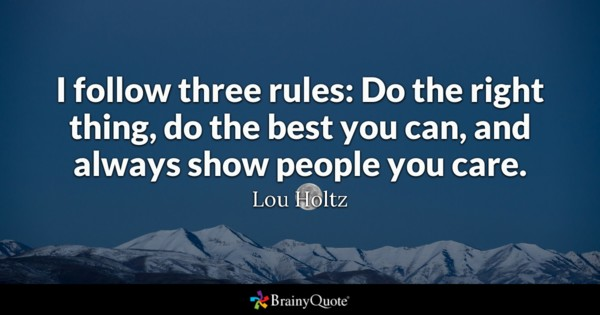 I follow three rules: Do the right
thing, do the best you can, and
always show people you care.
Lou Holtz
BrainyQuote®